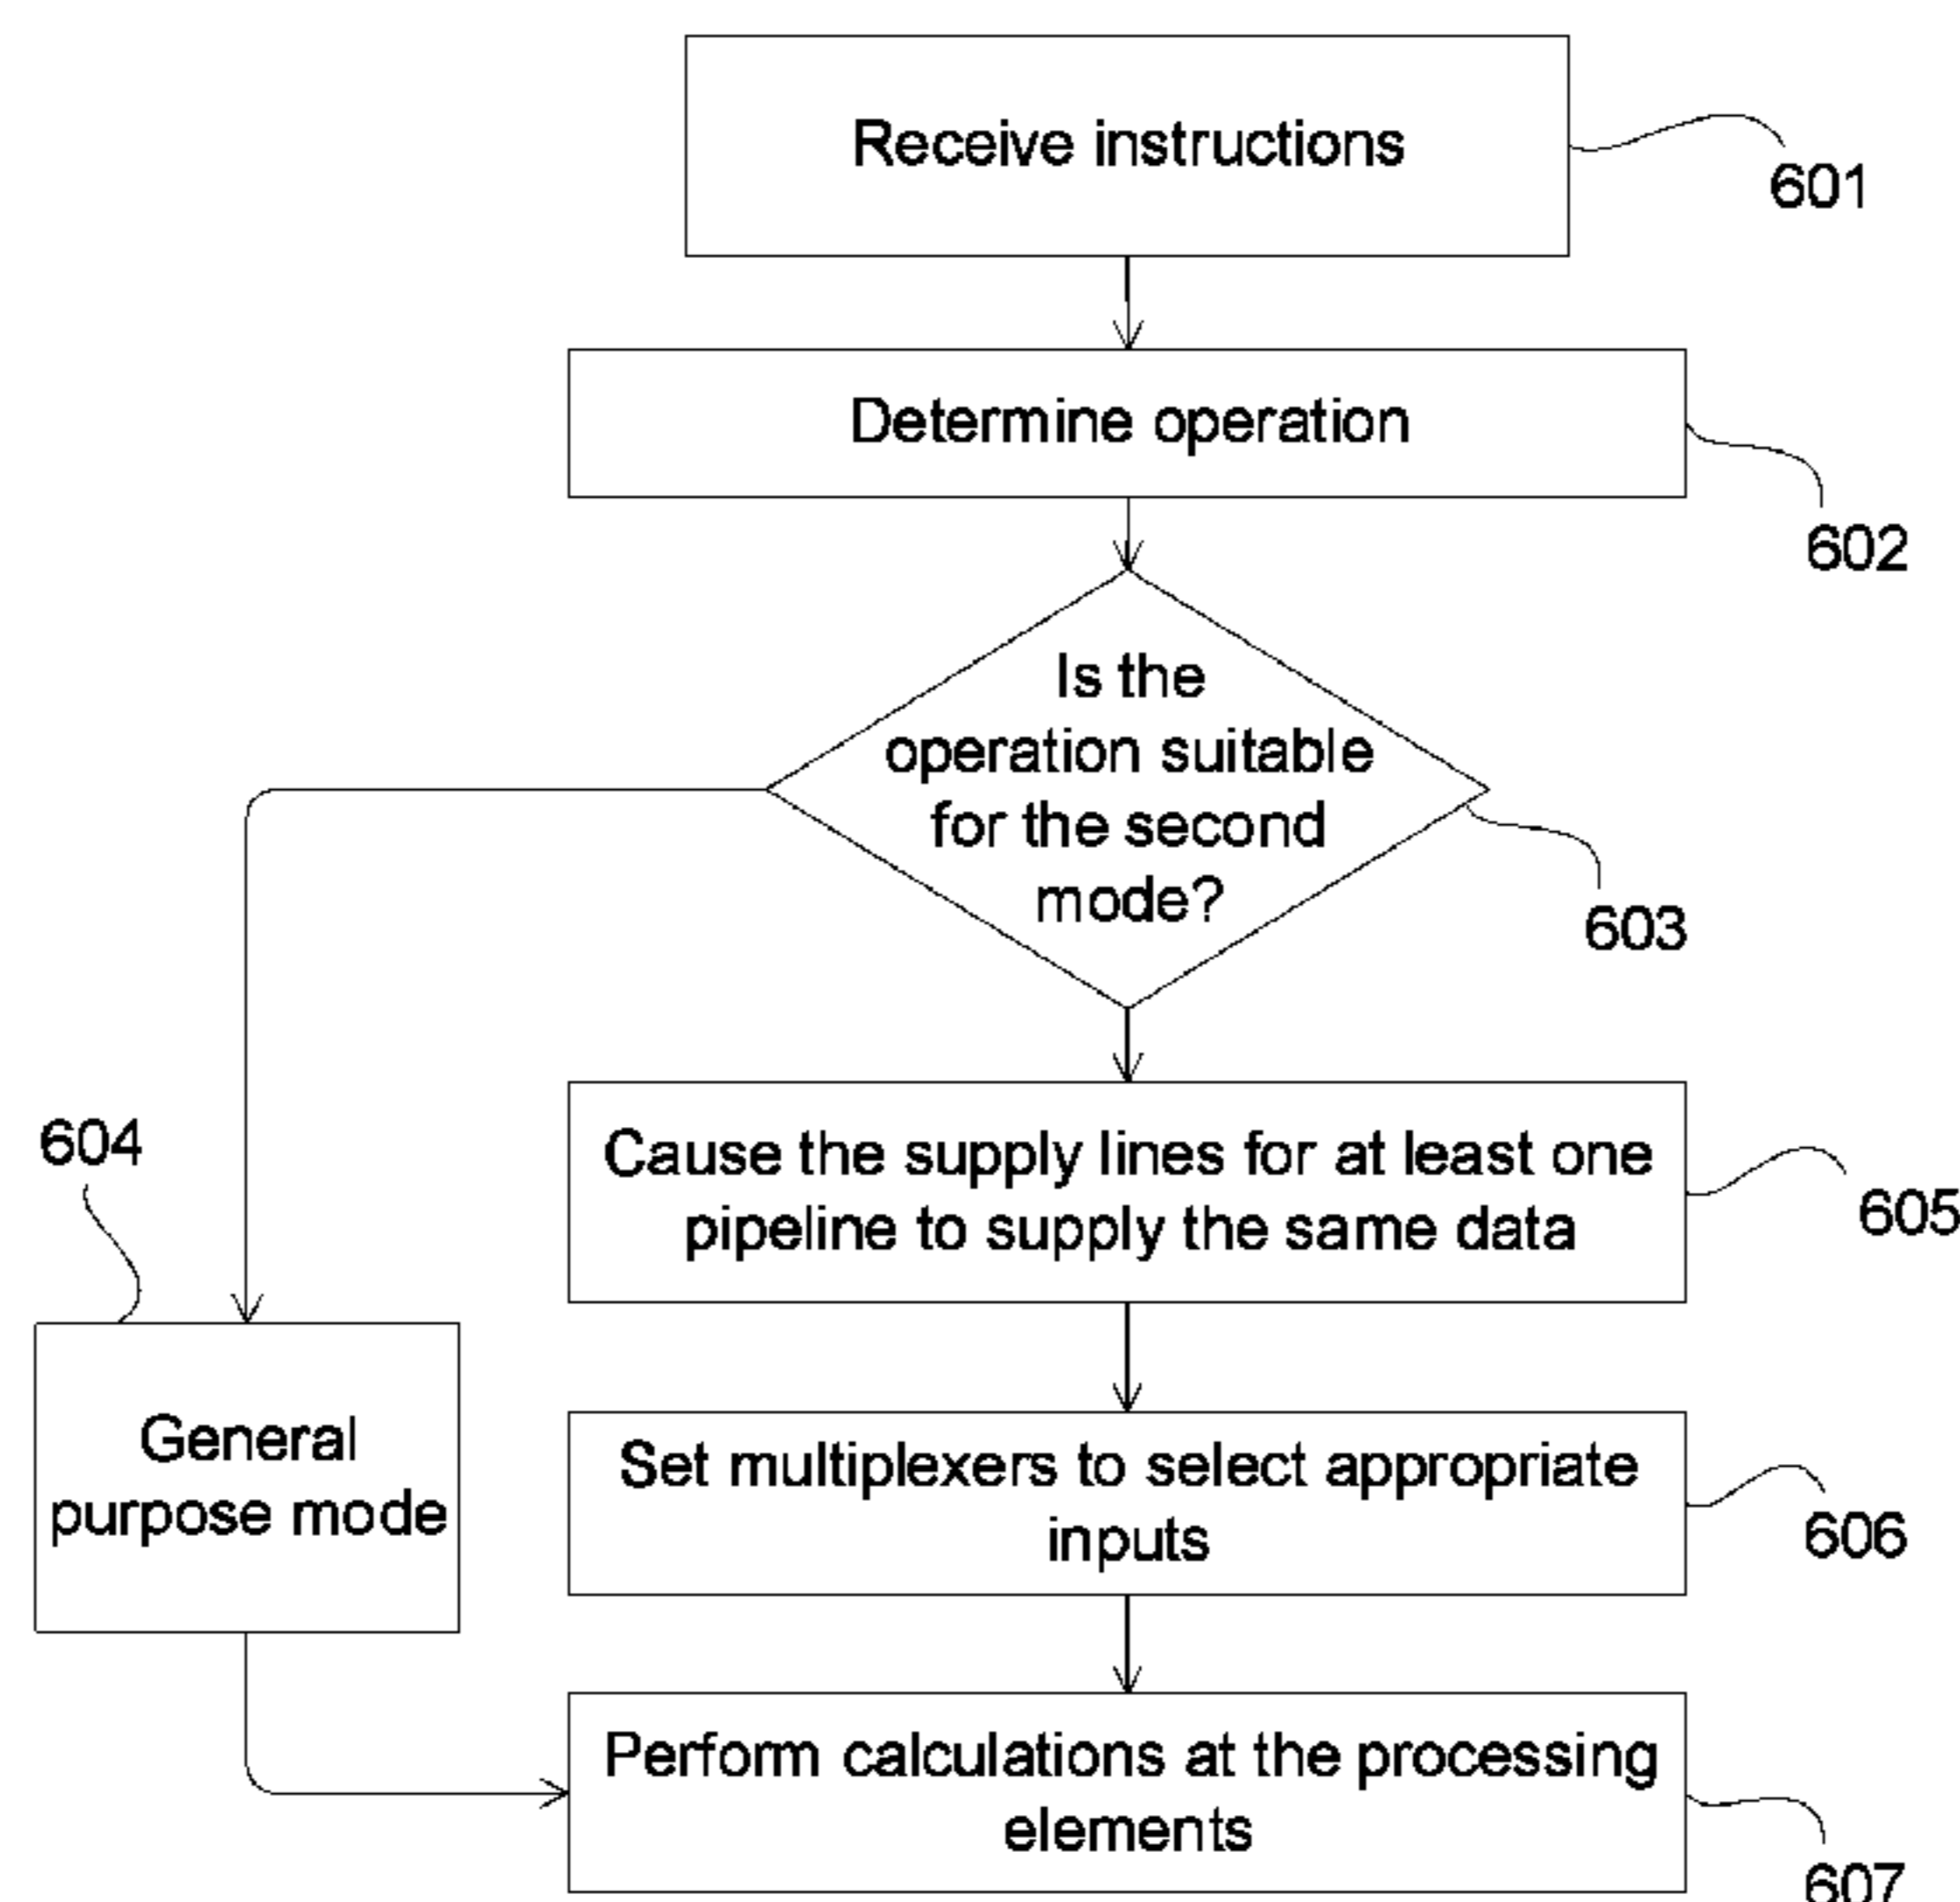 Receive instructions
601
Determine operation
602
Is the
operation suitable
for the second
mode?
603
604
Cause the supply lines for at least one
pipeline to supply the same data
605
General
purpose mode
Set multiplexers to select appropriate
inputs
606
Perform calculations at the processing
elements
607